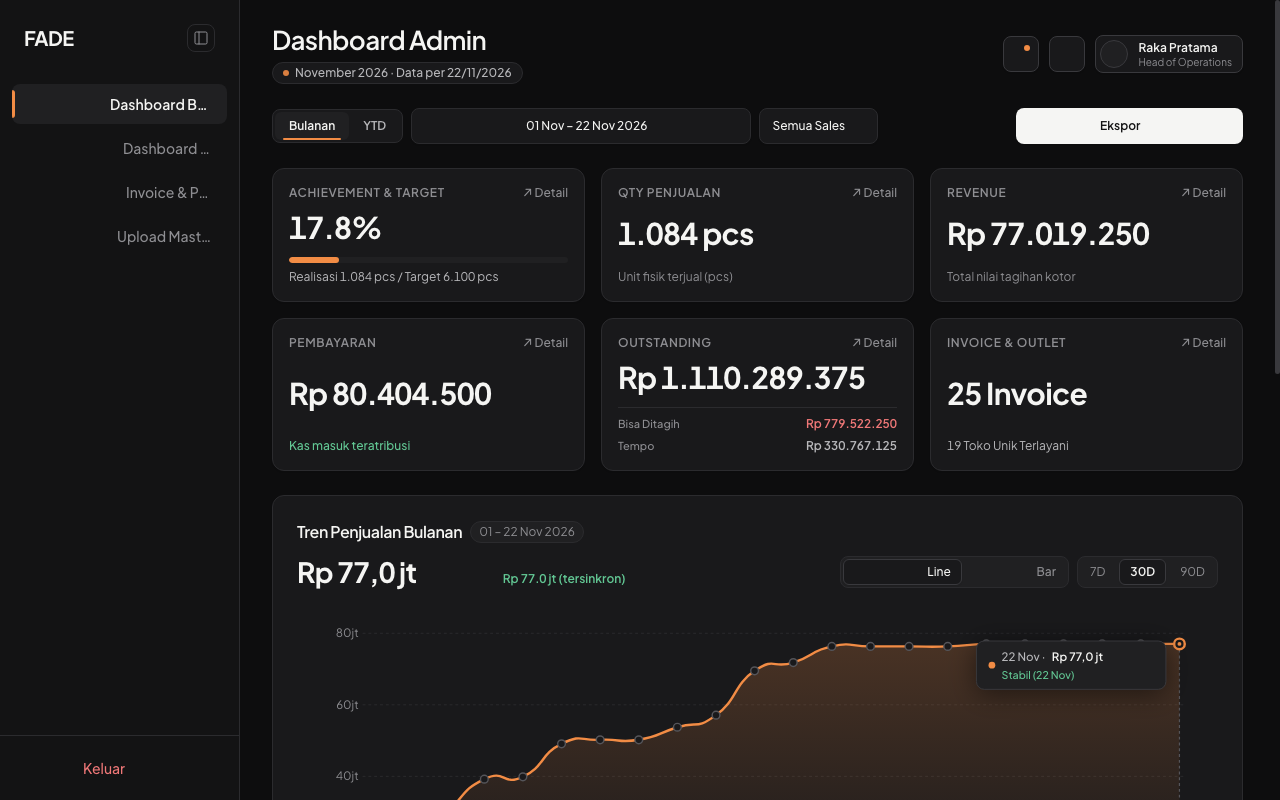 FADE
Dashboard B...
Dashboard ...
Invoice & P...
Upload Mast...
Keluar
Dashboard Admin
November 2026 · Data per 22/11/2026
Raka Pratama
Head of Operations
Bulanan YTD
01 Nov – 22 Nov 2026
Semua Sales
Ekspor
ACHIEVEMENT & TARGET
↗ Detail
17.8%
Realisasi 1.084 pcs / Target 6.100 pcs
QTY PENJUALAN
↗ Detail
1.084 pcs
Unit fisik terjual (pcs)
REVENUE
↗ Detail
Rp 77.019.250
Total nilai tagihan kotor
PEMBAYARAN
↗ Detail
Rp 80.404.500
Kas masuk teratribusi
OUTSTANDING
↗ Detail
Rp 1.110.289.375
Bisa Ditagih Rp 779.522.250
Tempo Rp 330.767.125
INVOICE & OUTLET
↗ Detail
25 Invoice
19 Toko Unik Terlayani
Tren Penjualan Bulanan
01 – 22 Nov 2026
Rp 77,0 jt
Rp 77.0 jt (tersinkron)
Line Bar
7D 30D 90D
80jt
60jt
40jt
22 Nov · Rp 77,0 jt
Stabil (22 Nov)